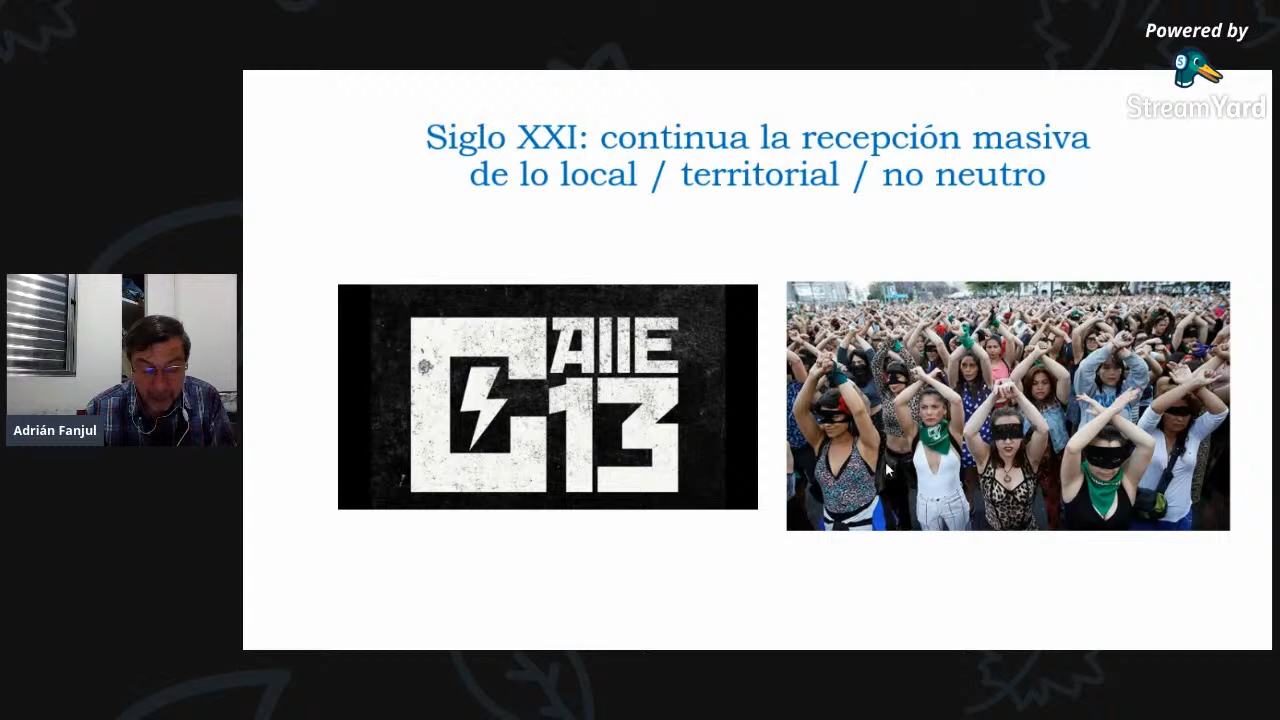 Powered by
StreamYard
Siglo XXI: continua la recepción masiva
de lo local / territorial / no neutro
CAllE
13
Adrián Fanjul